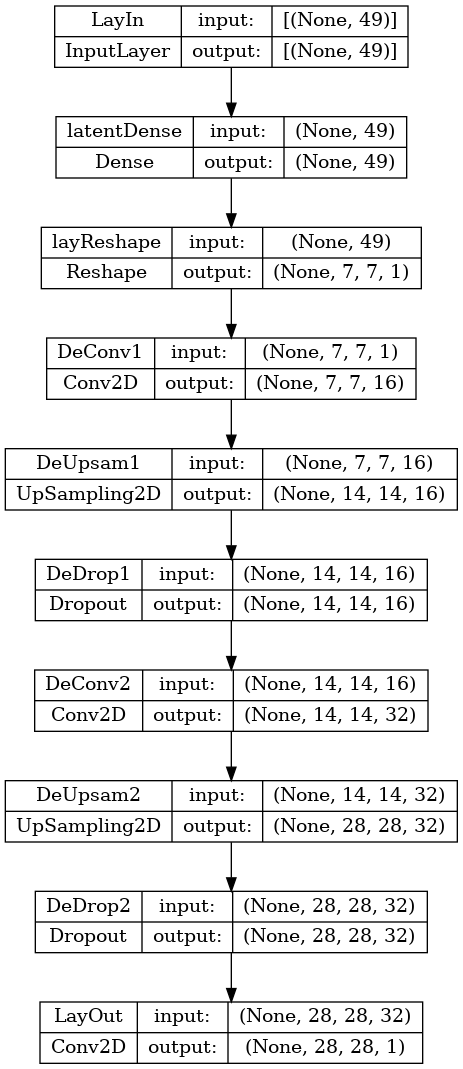 LayIn input: [(None, 49)]
InputLayer output: [(None, 49)]
latentDense input: (None, 49)
Dense output: (None, 49)
layReshape input: (None, 49)
Reshape output: (None, 7, 7, 1)
DeConv1 input: (None, 7, 7, 1)
Conv2D output: (None, 7, 7, 16)
DeUpsam1 input: (None, 7, 7, 16)
UpSampling2D output: (None, 14, 14, 16)
DeDrop1 input: (None, 14, 14, 16)
Dropout output: (None, 14, 14, 16)
DeConv2 input: (None, 14, 14, 16)
Conv2D output: (None, 14, 14, 32)
DeUpsam2 input: (None, 14, 14, 32)
UpSampling2D output: (None, 28, 28, 32)
DeDrop2 input: (None, 28, 28, 32)
Dropout output: (None, 28, 28, 32)
LayOut input: (None, 28, 28, 32)
Conv2D output: (None, 28, 28, 1)